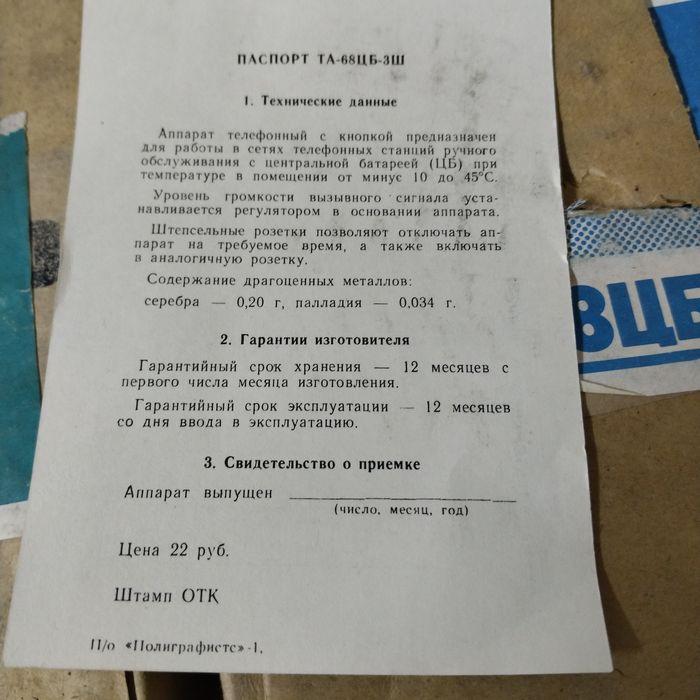 ПАСПОРТ ТА-68ЦБ-3Ш
1. Технические данные
Аппарат телефонный с кнопкой предназначен
для работы в сетях телефонных станций ручного
обслуживания с центральной батареей (ЦБ) при
температуре в помещении от минус 10 до 45°С.
Уровень громкости вызывного сигнала уста-
навливается регулятором в основании аппарата.
Штепсельные розетки позволяют отключать ап-
парат на требуемое время, а также включать
в аналогичную розетку.
Содержание драгоценных металлов:
серебра — 0,20 г, палладия — 0,034 г.
2. Гарантии изготовителя
Гарантийный срок хранения — 12 месяцев с
первого числа месяца изготовления.
Гарантийный срок эксплуатации — 12 месяцев
со дня ввода в эксплуатацию.
3. Свидетельство о приемке
Аппарат выпущен
(число, месяц, год)
Цена 22 руб.
Штамп ОТК
П/о «Полиграфистс»-1.
8ЦБ